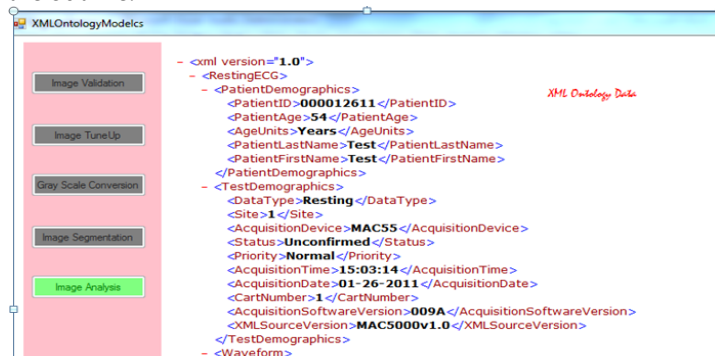 XMLOntologyModelcs
Image Validation
Image TuneUp
Gray Scale Conversion
Image Segmentation
Image Analysis
XML Ontology Data
- <xml version="1.0">
- <RestingECG>
- <PatientDemographics>
<PatientID>000012611</PatientID>
<PatientAge>54</PatientAge>
<AgeUnits>Years</AgeUnits>
<PatientLastName>Test</PatientLastName>
<PatientFirstName>Test</PatientFirstName>
</PatientDemographics>
- <TestDemographics>
<DataType>Resting</DataType>
<Site>1</Site>
<AcquisitionDevice>MAC55</AcquisitionDevice>
<Status>Unconfirmed</Status>
<Priority>Normal</Priority>
<AcquisitionTime>15:03:14</AcquisitionTime>
<AcquisitionDate>01-26-2011</AcquisitionDate>
<CartNumber>1</CartNumber>
<AcquisitionSoftwareVersion>009A</AcquisitionSoftwareVersion>
<XMLSourceVersion>MAC5000v1.0</XMLSourceVersion>
</TestDemographics>
- <Waveform>